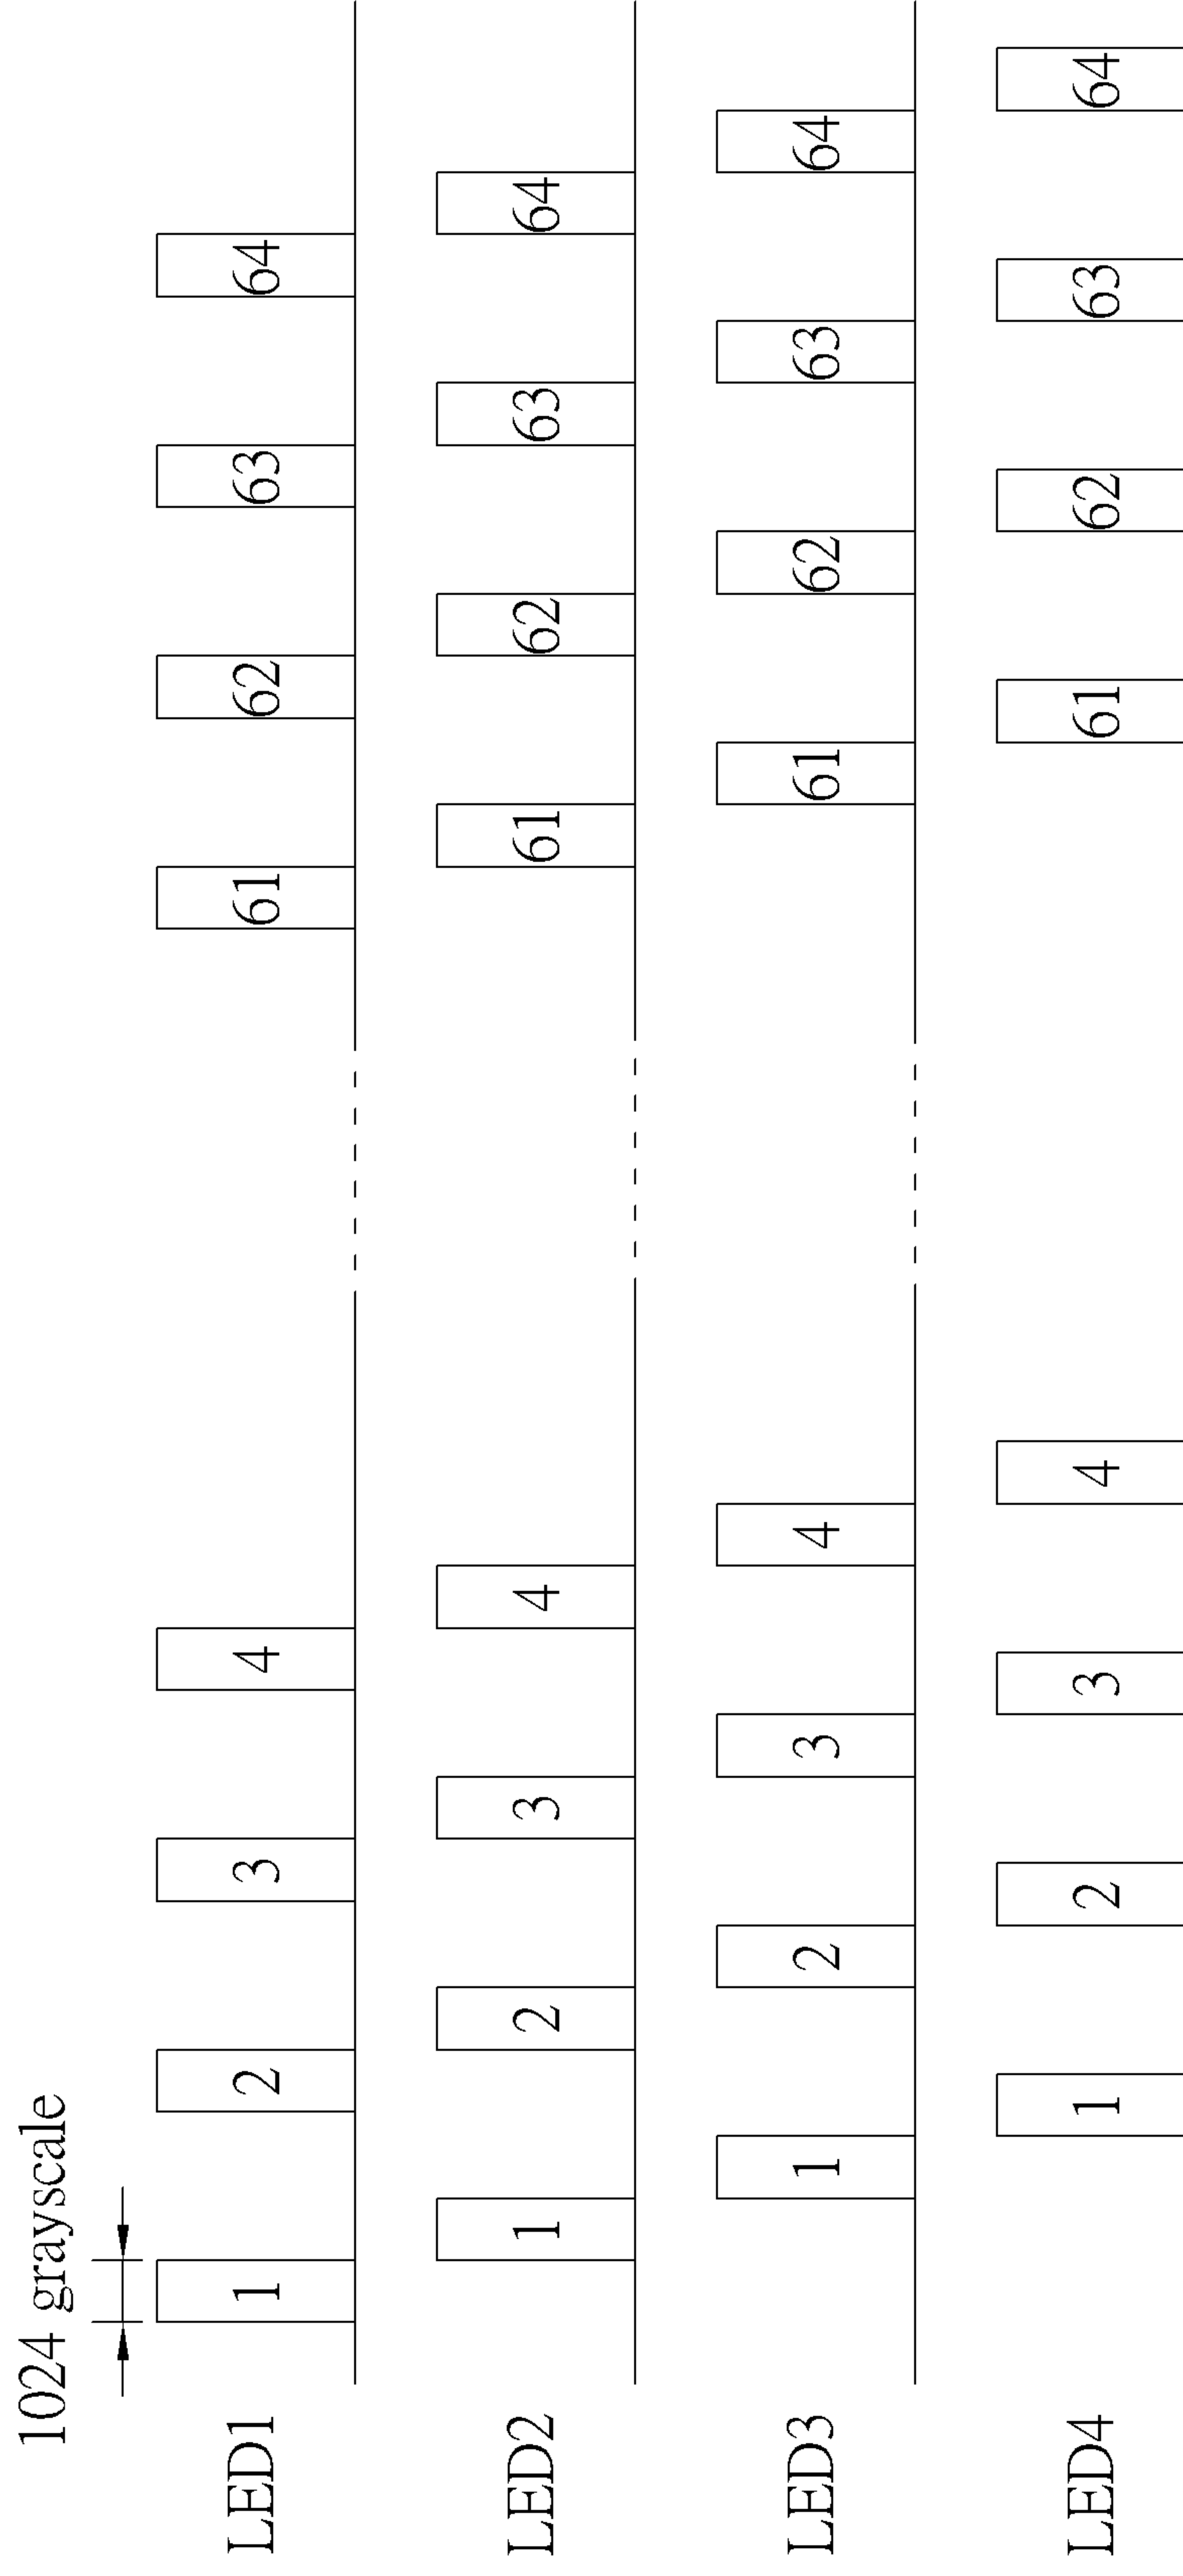 1024 grayscale
LED1 1 2 3 4 61 62 63 64
LED2 1 2 3 4 61 62 63 64
LED3 1 2 3 4 61 62 63 64
LED4 1 2 3 4 61 62 63 64